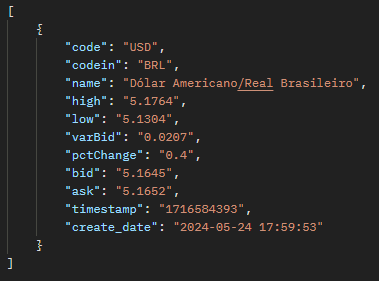 [
{
"code": "USD",
"codein": "BRL",
"name": "Dólar Americano/Real Brasileiro",
"high": "5.1764",
"low": "5.1304",
"varBid": "0.0207",
"pctChange": "0.4",
"bid": "5.1645",
"ask": "5.1652",
"timestamp": "1716584393",
"create_date": "2024-05-24 17:59:53"
}
]